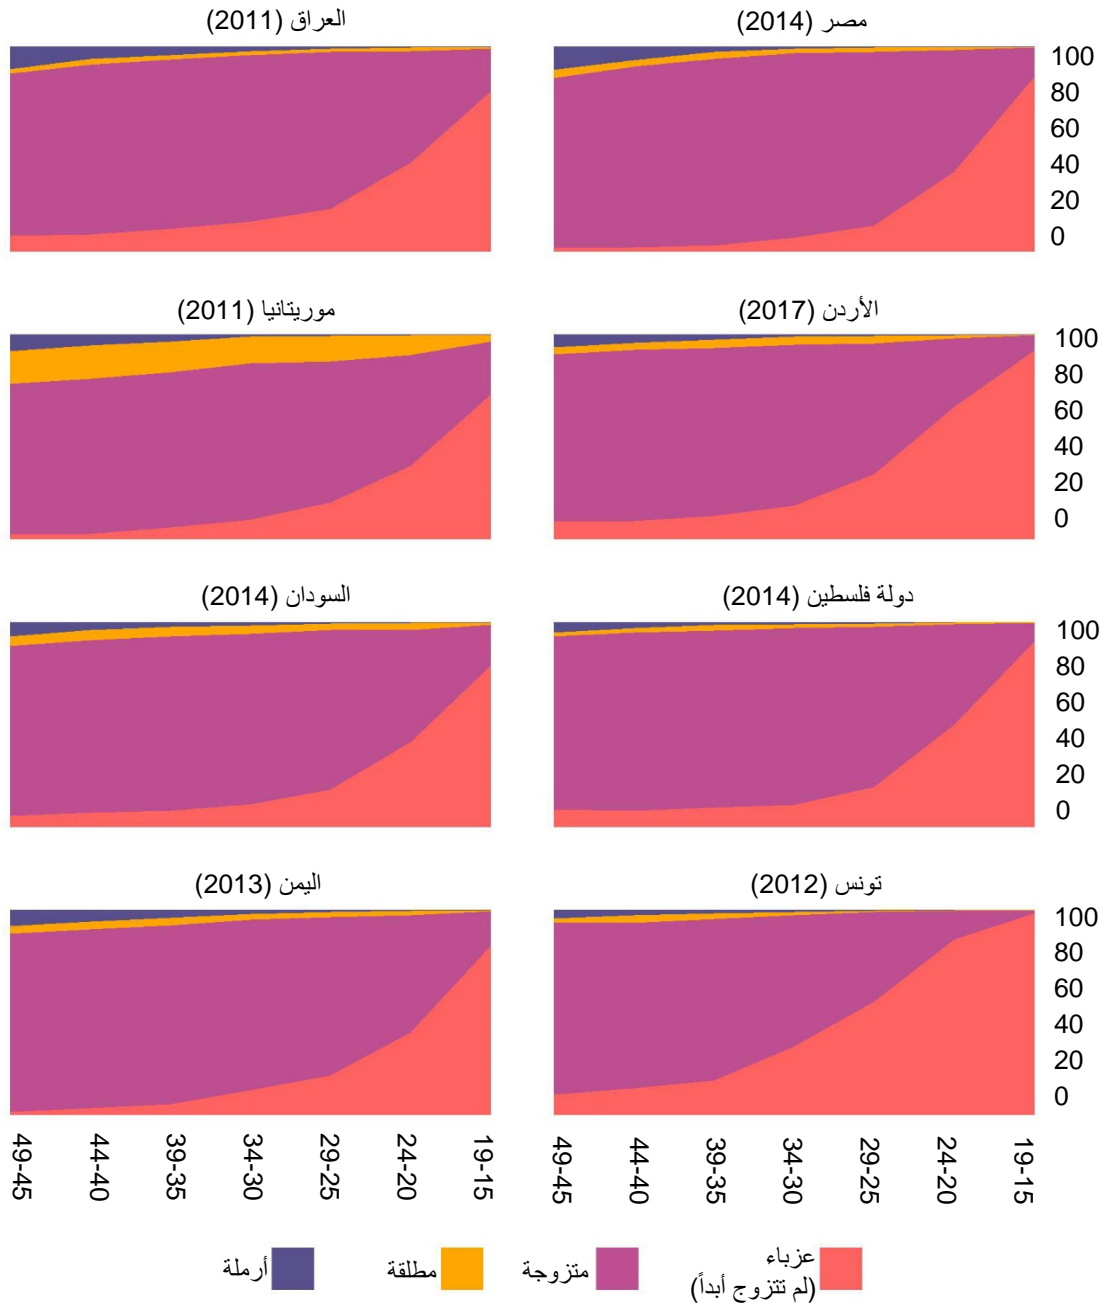 مصر (2014)
العراق (2011)
100
80
60
40
20
0
الأردن (2017)
موريتانيا (2011)
100
80
60
40
20
0
دولة فلسطين (2014)
السودان (2014)
100
80
60
40
20
0
تونس (2012)
اليمن (2013)
100
80
60
40
20
0
19-15
24-20
29-25
34-30
39-35
44-40
49-45
19-15
24-20
29-25
34-30
39-35
44-40
49-45
عزباء
(لم تتزوج أبداً)
متزوجة
مطلقة
أرملة